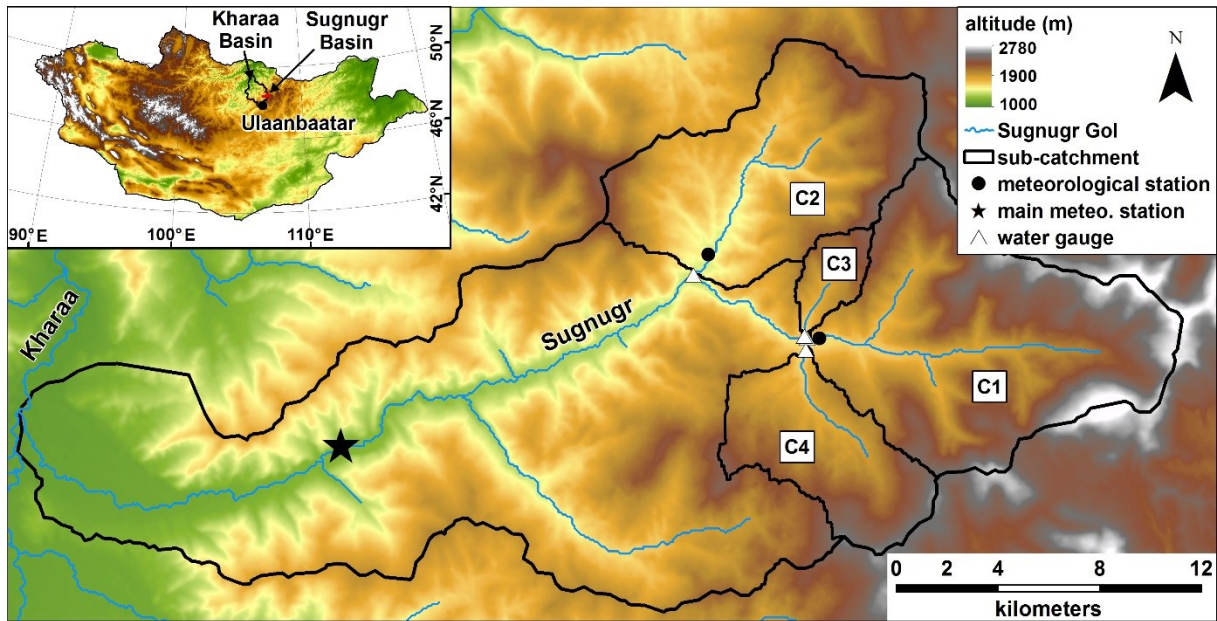 Kharaa
Basin
Sugnugr
Basin
Ulaanbaatar
50°N
46°N
42°N
90°E
100°E
110°E
altitude (m)
2780
1900
1000
Sugnugr Gol
sub-catchment
meteorological station
main meteo. station
water gauge
N
C2
C3
Kharaa
Sugnugr
C1
C4
0 2 4 8 12
kilometers